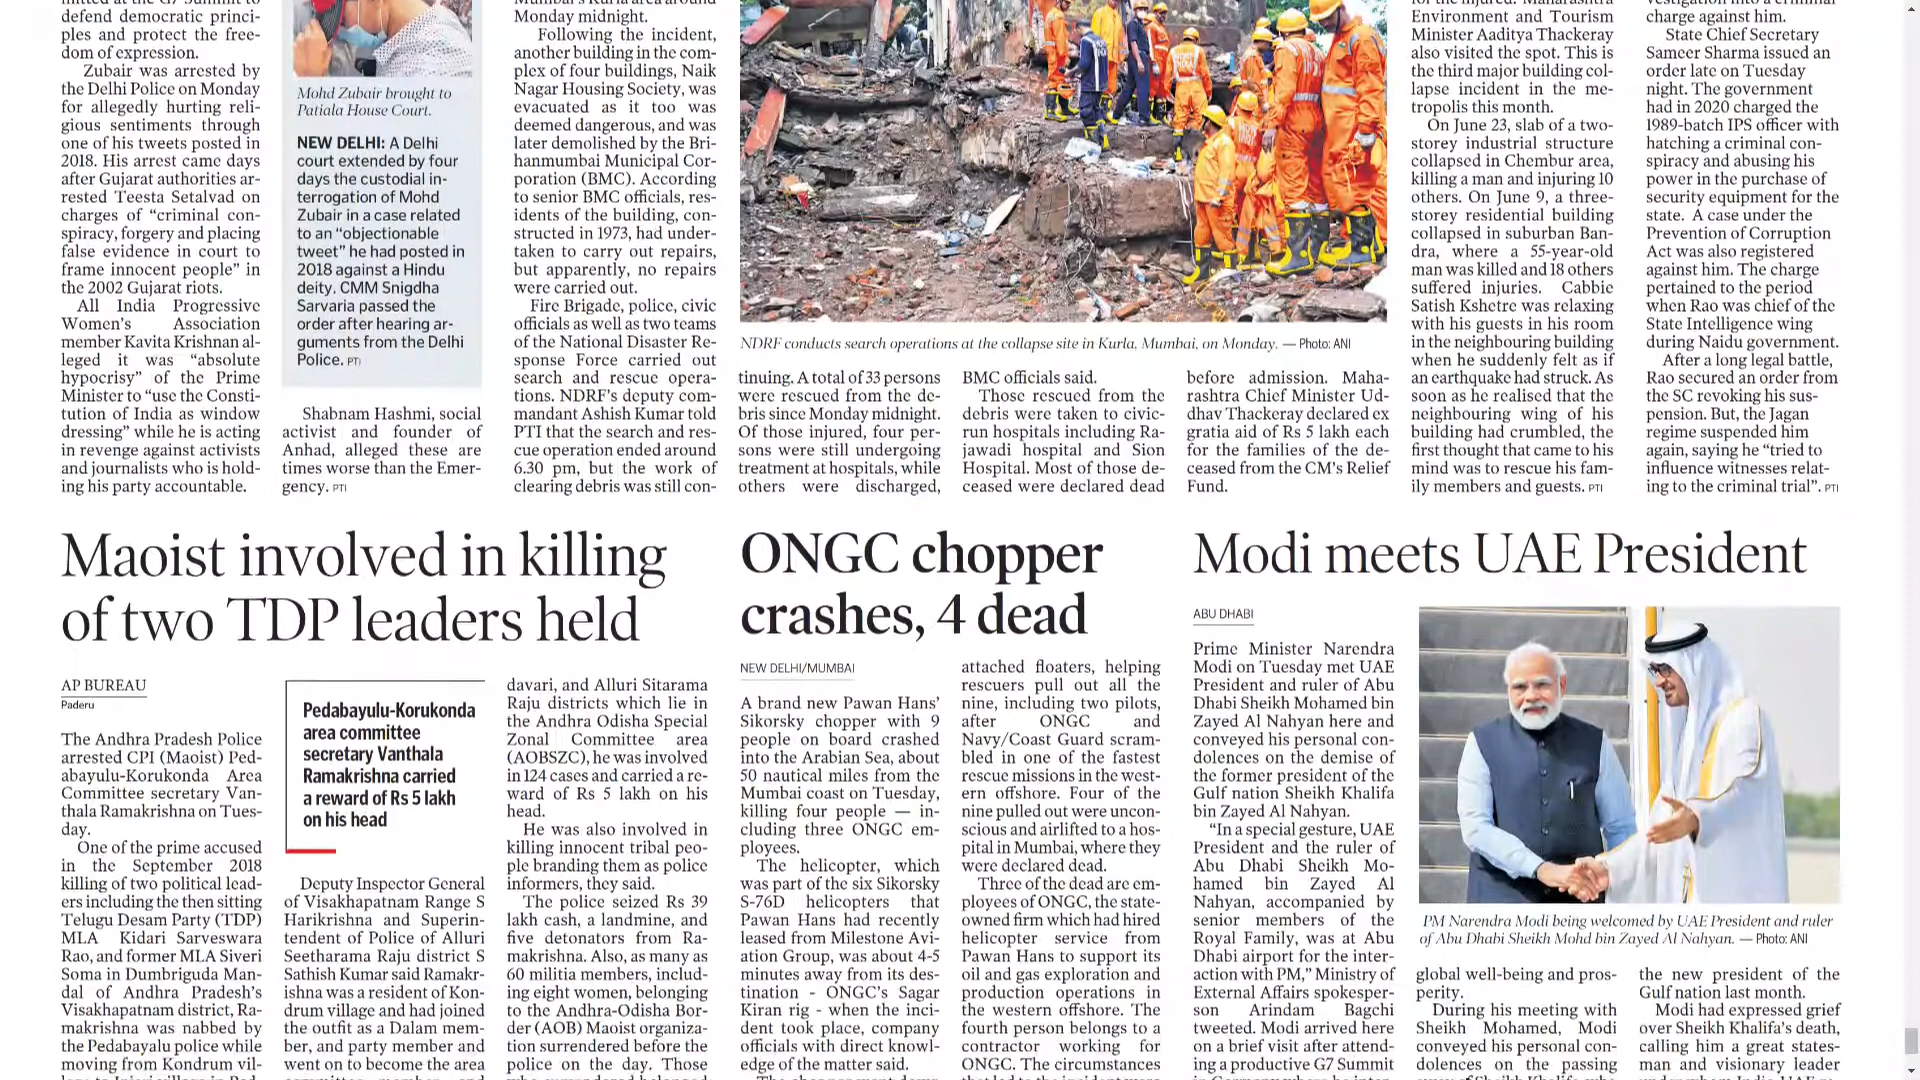 defend democratic princi-
ples and protect the free-
dom of expression.
Zubair was arrested by
the Delhi Police on Monday
for allegedly hurting reli-
gious sentiments through
one of his tweets posted in
2018. His arrest came days
after Gujarat authorities ar-
rested Teesta Setalvad on
charges of “criminal con-
spiracy, forgery and placing
false evidence in court to
frame innocent people” in
the 2002 Gujarat riots.
All India Progressive
Women’s Association
member Kavita Krishnan al-
leged it was “absolute
hypocrisy” of the Prime
Minister to “use the Consti-
tution of India as window
dressing” while he is acting
in revenge against activists
and journalists who is hold-
ing his party accountable.
Mohd Zubair brought to
Patiala House Court.
NEW DELHI: A Delhi
court extended by four
days the custodial in-
terrogation of Mohd
Zubair in a case related
to an “objectionable
tweet” he had posted in
2018 against a Hindu
deity. CMM Snigdha
Sarvaria passed the
order after hearing ar-
guments from the Delhi
Police. PTI
Shabnam Hashmi, social
activist and founder of
Anhad, alleged these are
times worse than the Emer-
gency. PTI
Mumbai’s Kurla area around
Monday midnight.
Following the incident,
another building in the com-
plex of four buildings, Naik
Nagar Housing Society, was
evacuated as it too was
deemed dangerous, and was
later demolished by the Bri-
hanmumbai Municipal Cor-
poration (BMC). According
to senior BMC officials, res-
idents of the building, con-
structed in 1973, had under-
taken to carry out repairs,
but apparently, no repairs
were carried out.
Fire Brigade, police, civic
officials as well as two teams
of the National Disaster Re-
sponse Force carried out
search and rescue opera-
tions. NDRF’s deputy com-
mandant Ashish Kumar told
PTI that the search and res-
cue operation ended around
6.30 pm, but the work of
clearing debris was still con-
NDRF conducts search operations at the collapse site in Kurla, Mumbai, on Monday. — Photo: ANI
tinuing. A total of 33 persons
were rescued from the de-
bris since Monday midnight.
Of those injured, four per-
sons were still undergoing
treatment at hospitals, while
others were discharged,
BMC officials said.
Those rescued from the
debris were taken to civic-
run hospitals including Ra-
jawadi hospital and Sion
Hospital. Most of those de-
ceased were declared dead
before admission. Maha-
rashtra Chief Minister Ud-
dhav Thackeray declared ex
gratia aid of Rs 5 lakh each
for the families of the de-
ceased from the CM’s Relief
Fund.
for the injured. Maharashtra
Environment and Tourism
Minister Aaditya Thackeray
also visited the spot. This is
the third major building col-
lapse incident in the me-
tropolis this month.
On June 23, slab of a two-
storey industrial structure
collapsed in Chembur area,
killing a man and injuring 10
others. On June 9, a three-
storey residential building
collapsed in suburban Ban-
dra, where a 55-year-old
man was killed and 18 others
suffered injuries. Cabbie
Satish Kshetre was relaxing
with his guests in his room
in the neighbouring building
when he suddenly felt as if
an earthquake had struck. As
soon as he realised that the
neighbouring wing of his
building had crumbled, the
first thought that came to his
mind was to rescue his fam-
ily members and guests. PTI
vestigation into a criminal
charge against him.
State Chief Secretary
Sameer Sharma issued an
order late on Tuesday
night. The government
had in 2020 charged the
1989-batch IPS officer with
hatching a criminal con-
spiracy and abusing his
power in the purchase of
security equipment for the
state. A case under the
Prevention of Corruption
Act was also registered
against him. The charge
pertained to the period
when Rao was chief of the
State Intelligence wing
during Naidu government.
After a long legal battle,
Rao secured an order from
the SC revoking his sus-
pension. But, the Jagan
regime suspended him
again, saying he “tried to
influence witnesses relat-
ing to the criminal trial”. PTI
Maoist involved in killing
of two TDP leaders held
AP BUREAU
Paderu
The Andhra Pradesh Police
arrested CPI (Maoist) Ped-
abayulu-Korukonda Area
Committee secretary Van-
thala Ramakrishna on Tues-
day.
One of the prime accused
in the September 2018
killing of two political lead-
ers including the then sitting
Telugu Desam Party (TDP)
MLA Kidari Sarveswara
Rao, and former MLA Siveri
Soma in Dumbriguda Man-
dal of Andhra Pradesh’s
Visakhapatnam district, Ra-
makrishna was nabbed by
the Pedabayulu police while
moving from Kondrum vil-
Pedabayulu-Korukonda
area committee
secretary Vanthala
Ramakrishna carried
a reward of Rs 5 lakh
on his head
Deputy Inspector General
of Visakhapatnam Range S
Harikrishna and Superin-
tendent of Police of Alluri
Seetharama Raju district S
Sathish Kumar said Ramakr-
ishna was a resident of Kon-
drum village and had joined
the outfit as a Dalam mem-
ber, and party member and
went on to become the area
davari, and Alluri Sitarama
Raju districts which lie in
the Andhra Odisha Special
Zonal Committee area
(AOBSZC), he was involved
in 124 cases and carried a re-
ward of Rs 5 lakh on his
head.
He was also involved in
killing innocent tribal peo-
ple branding them as police
informers, they said.
The police seized Rs 39
lakh cash, a landmine, and
five detonators from Ra-
makrishna. Also, as many as
60 militia members, includ-
ing eight women, belonging
to the Andhra-Odisha Bor-
der (AOB) Maoist organiza-
tion surrendered before the
police on the day. Those
ONGC chopper
crashes, 4 dead
NEW DELHI/MUMBAI
A brand new Pawan Hans’
Sikorsky chopper with 9
people on board crashed
into the Arabian Sea, about
50 nautical miles from the
Mumbai coast on Tuesday,
killing four people — in-
cluding three ONGC em-
ployees.
The helicopter, which
was part of the six Sikorsky
S-76D helicopters that
Pawan Hans had recently
leased from Milestone Avi-
ation Group, was about 4-5
minutes away from its des-
tination - ONGC’s Sagar
Kiran rig - when the inci-
dent took place, company
officials with direct knowl-
edge of the matter said.
attached floaters, helping
rescuers pull out all the
nine, including two pilots,
after ONGC and
Navy/Coast Guard scram-
bled in one of the fastest
rescue missions in the west-
ern offshore. Four of the
nine pulled out were uncon-
scious and airlifted to a hos-
pital in Mumbai, where they
were declared dead.
Three of the dead are em-
ployees of ONGC, the state-
owned firm which had hired
helicopter service from
Pawan Hans to support its
oil and gas exploration and
production operations in
the western offshore. The
fourth person belongs to a
contractor working for
ONGC. The circumstances
Modi meets UAE President
ABU DHABI
Prime Minister Narendra
Modi on Tuesday met UAE
President and ruler of Abu
Dhabi Sheikh Mohamed bin
Zayed Al Nahyan here and
conveyed his personal con-
dolences on the demise of
the former president of the
Gulf nation Sheikh Khalifa
bin Zayed Al Nahyan.
“In a special gesture, UAE
President and the ruler of
Abu Dhabi Sheikh Mo-
hamed bin Zayed Al
Nahyan, accompanied by
senior members of the
Royal Family, was at Abu
Dhabi airport for the inter-
action with PM,” Ministry of
External Affairs spokesper-
son Arindam Bagchi
tweeted. Modi arrived here
on a brief visit after attend-
ing a productive G7 Summit
PM Narendra Modi being welcomed by UAE President and ruler
of Abu Dhabi Sheikh Mohd bin Zayed Al Nahyan. — Photo: ANI
global well-being and pros-
perity.
During his meeting with
Sheikh Mohamed, Modi
conveyed his personal con-
dolences on the passing
the new president of the
Gulf nation last month.
Modi had expressed grief
over Sheikh Khalifa’s death,
calling him a great states-
man and visionary leader